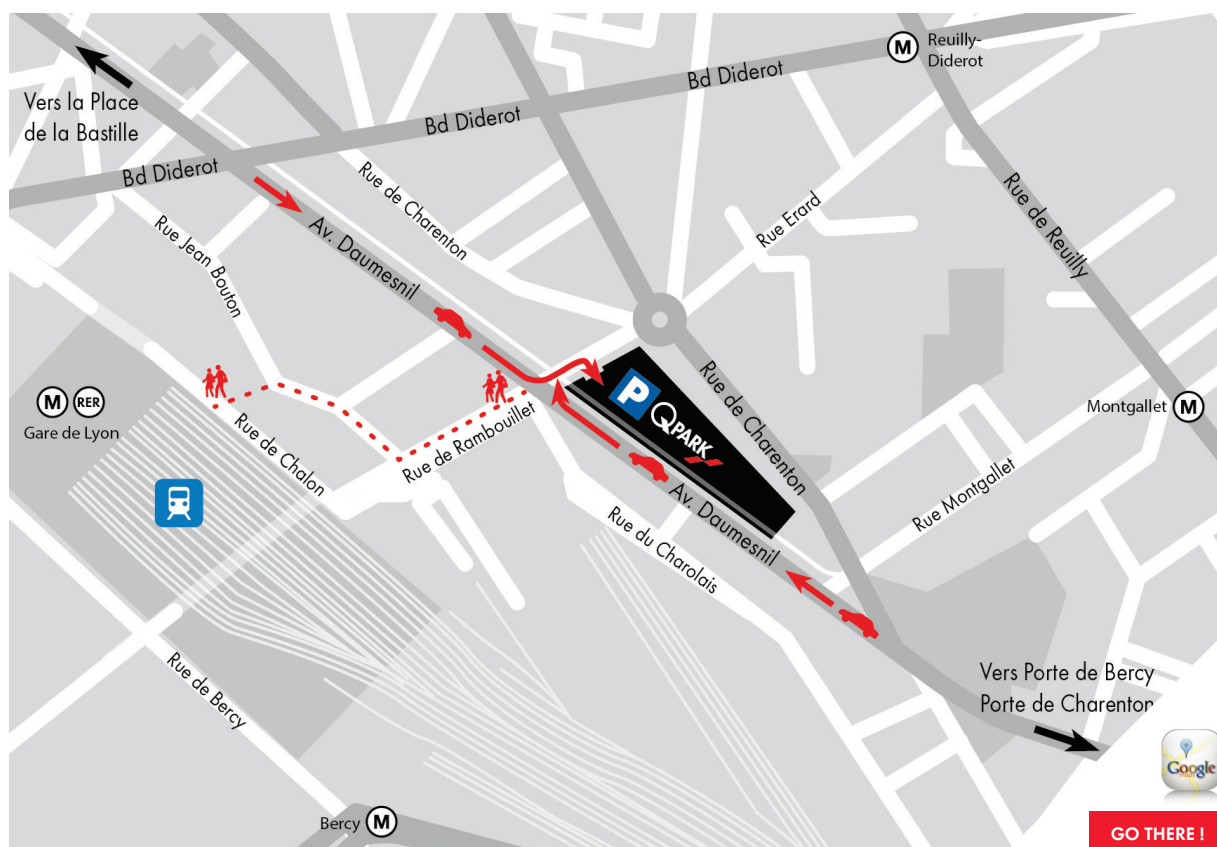 M
Reuilly-
Diderot
Bd Diderot
Vers la Place
de la Bastille
Bd Diderot
Bd Diderot
Rue de Charenton
Rue Erard
Rue de Reuilly
Rue Jean Bouton
Av. Daumesnil
M RER
Gare de Lyon
Rue de Chalon
Rue de Rambouillet
P QPARK
Rue de Charenton
Montgallet M
Rue Montgallet
Av. Daumesnil
Rue du Charolais
Rue de Bercy
Vers Porte de Bercy
Porte de Charenton
Google
maps
Bercy M
GO THERE !